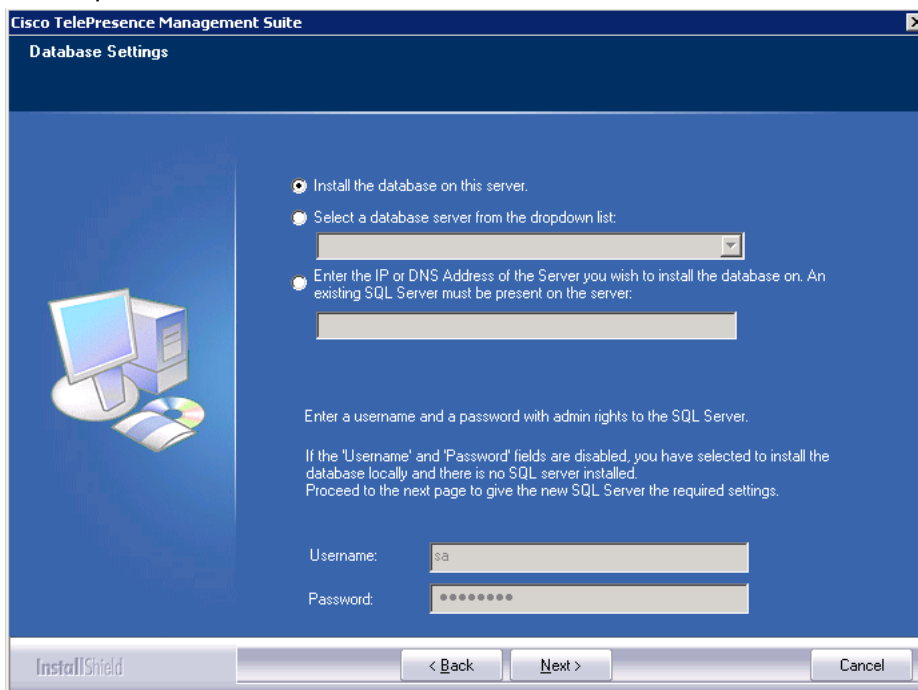 Cisco TelePresence Management Suite
Database Settings
Install the database on this server.
Select a database server from the dropdown list:
Enter the IP or DNS Address of the Server you wish to install the database on. An
existing SQL Server must be present on the server:
Enter a username and a password with admin rights to the SQL Server.
If the 'Username' and 'Password' fields are disabled, you have selected to install the
database locally and there is no SQL server installed.
Proceed to the next page to give the new SQL Server the required settings.
Username: sa
Password: ●●●●●●●●
InstallShield < Back Next > Cancel